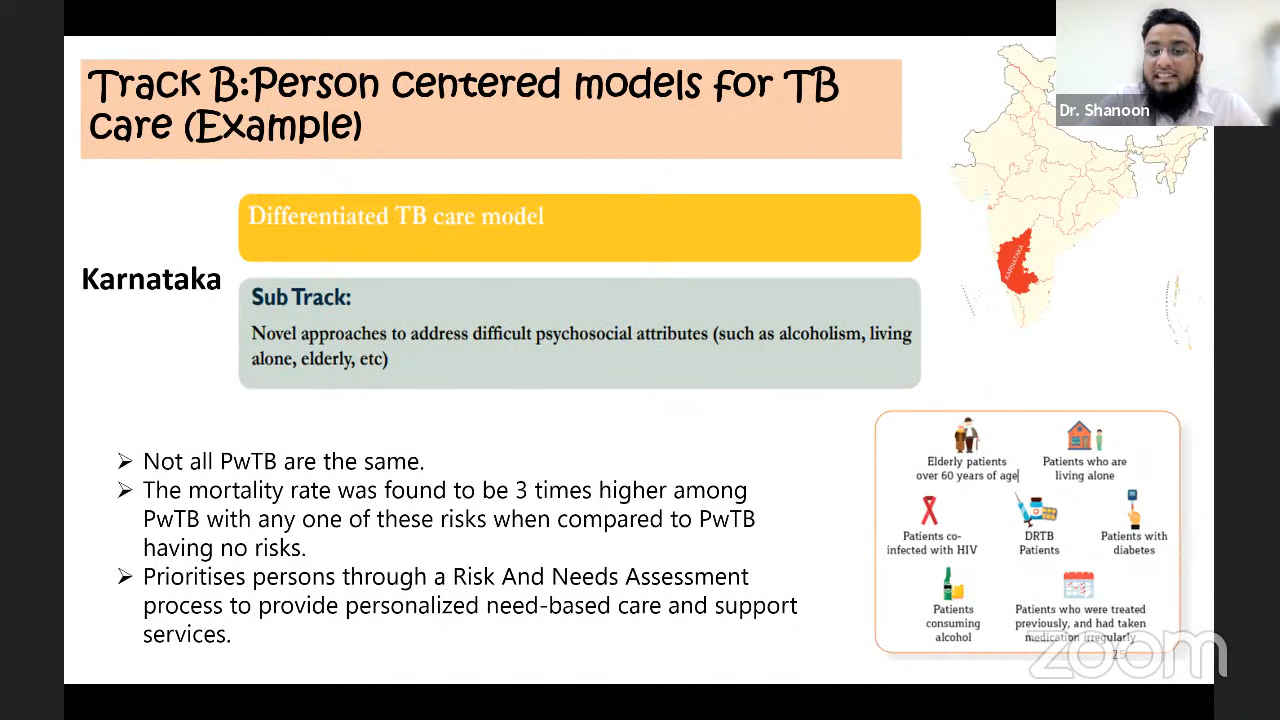 Track B:Person centered models for TB
care (Example)
Dr. Shanoon
KARNATAKA
Differentiated TB care model
Karnataka
Sub Track:
Novel approaches to address difficult psychosocial attributes (such as alcoholism, living
alone, elderly, etc)
➢ Not all PwTB are the same.
➢ The mortality rate was found to be 3 times higher among
PwTB with any one of these risks when compared to PwTB
having no risks.
➢ Prioritises persons through a Risk And Needs Assessment
process to provide personalized need-based care and support
services.
Elderly patients
over 60 years of age
Patients who are
living alone
Patients co-
infected with HIV
DRTB
Patients
Patients with
diabetes
Patients
consuming
alcohol
Patients who were treated
previously, and had taken
medication irregularly
25
zoom